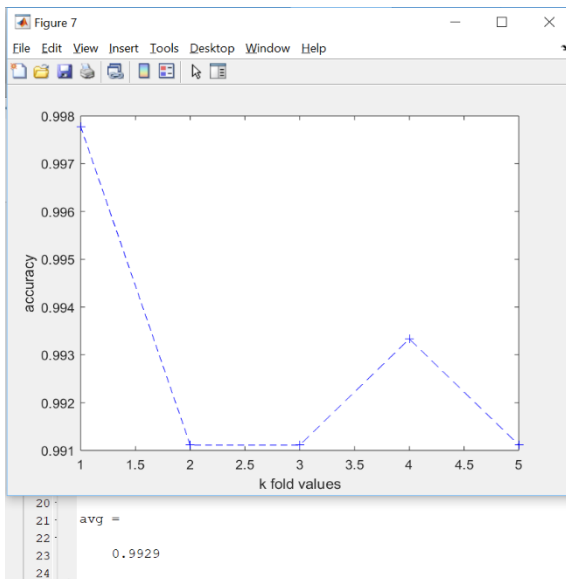 Figure 7
File Edit View Insert Tools Desktop Window Help
0.998
0.997
0.996
0.995
0.994
0.993
0.992
0.991
accuracy
1 1.5 2 2.5 3 3.5 4 4.5 5
k fold values
20
21 avg =
22
23 0.9929
24